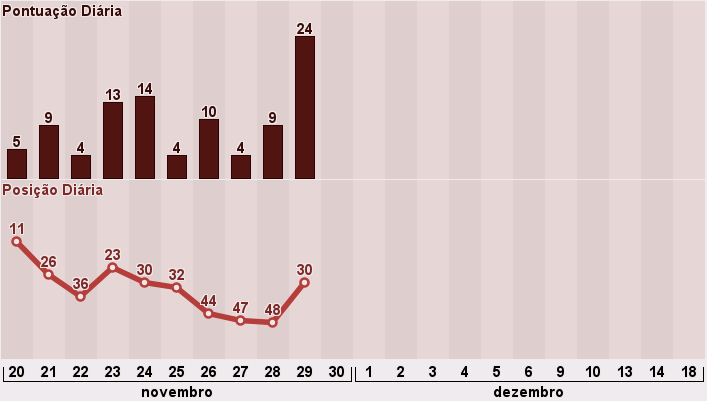 Pontuação Diária
5 9 4 13 14 4 10 4 9 24
Posição Diária
11 26 36 23 30 32 44 47 48 30
20 21 22 23 24 25 26 27 28 29 30 1 2 3 4 5 6 9 10 13 14 18
novembro dezembro